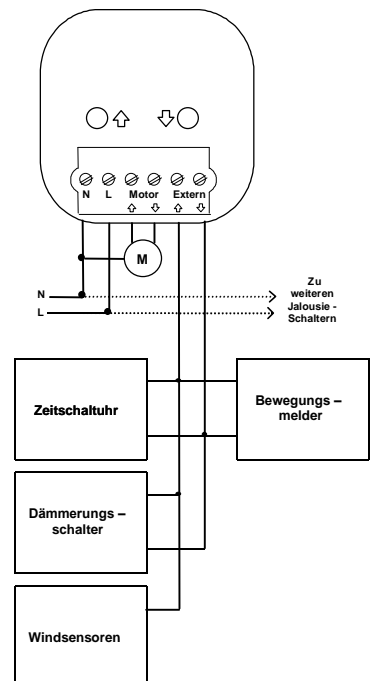 N L Motor Extern
M
N
L
Zu
weiteren
Jalousie -
Schaltern
Zeitschaltuhr
Bewegungs –
melder
Dämmerungs –
schalter
Windsensoren